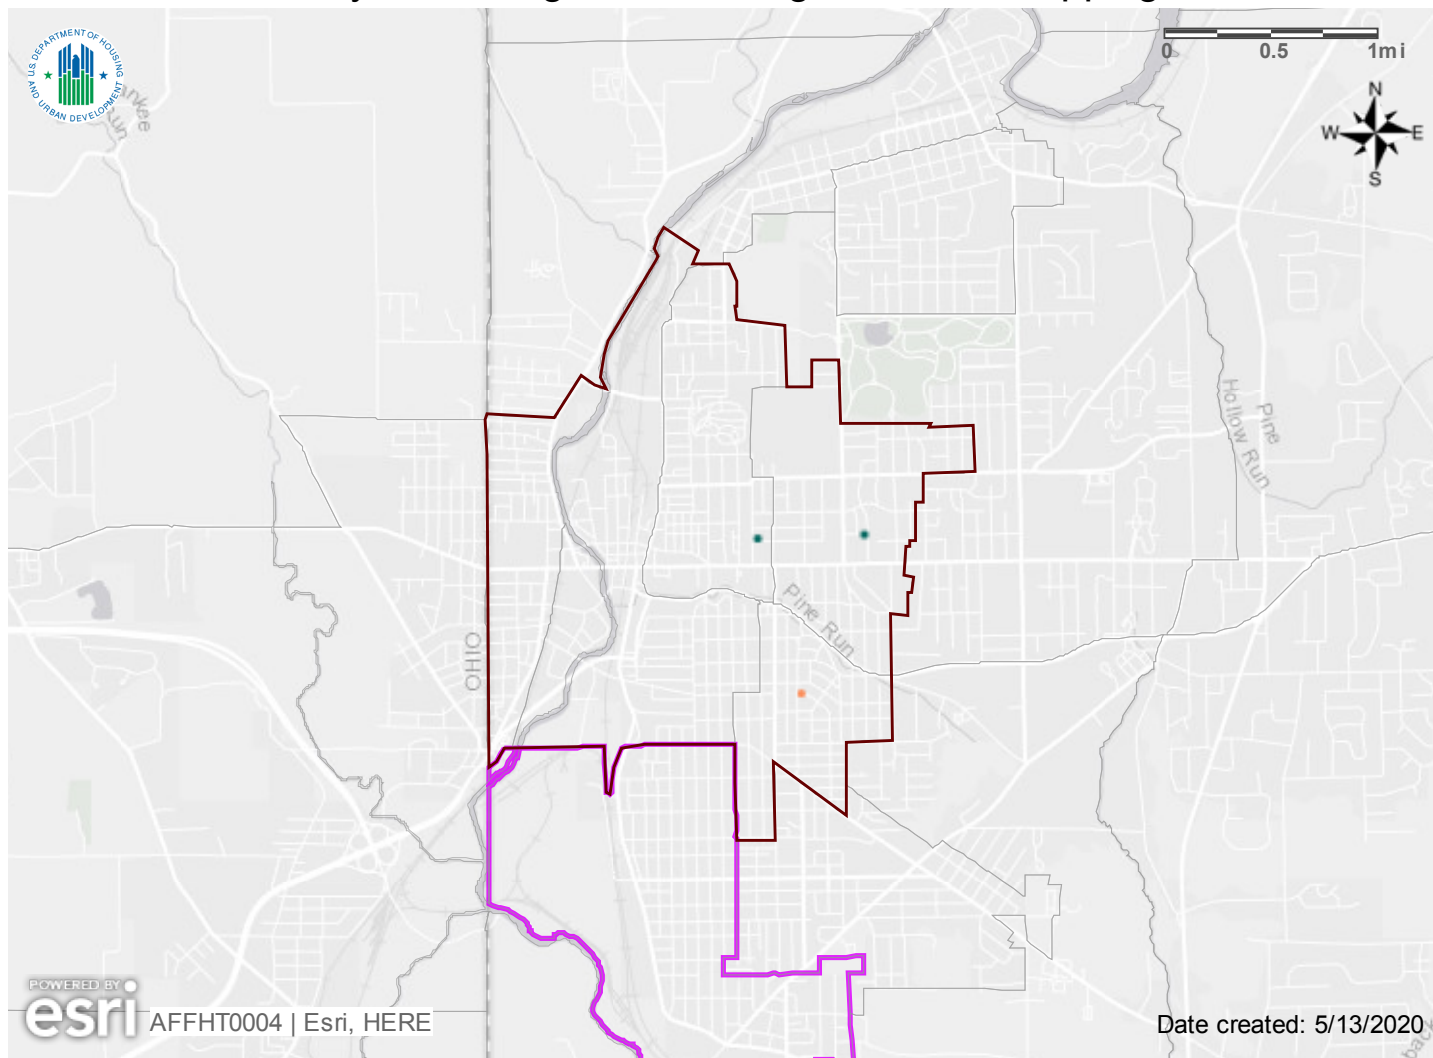 U.S. DEPARTMENT OF HOUSING
AND URBAN DEVELOPMENT
0 0.5 1mi
N
W E
S
Run
Pine
Hollow Run
OHIO
Pine Run
POWERED BY
esri
AFFHT0004 | Esri, HERE
Date created: 5/13/2020